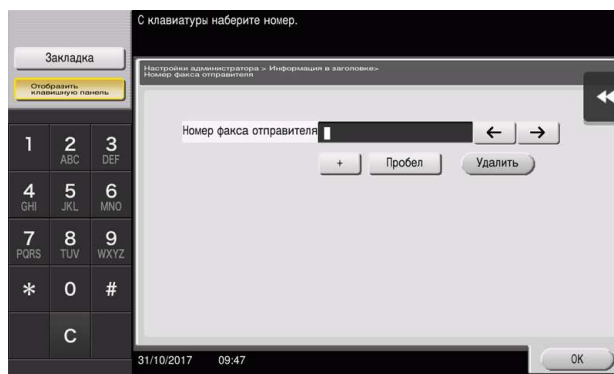 С клавиатуры наберите номер.
Закладка
Отобразить
клавишную панель
Настройки администратора > Информация в заголовке>
Номер факса отправителя
Номер факса отправителя
← →
+ Пробел Удалить
1 2 3
ABC DEF
4 5 6
GHI JKL MNO
7 8 9
PQRS TUV WXYZ
* 0 #
C
31/10/2017 09:47
OK